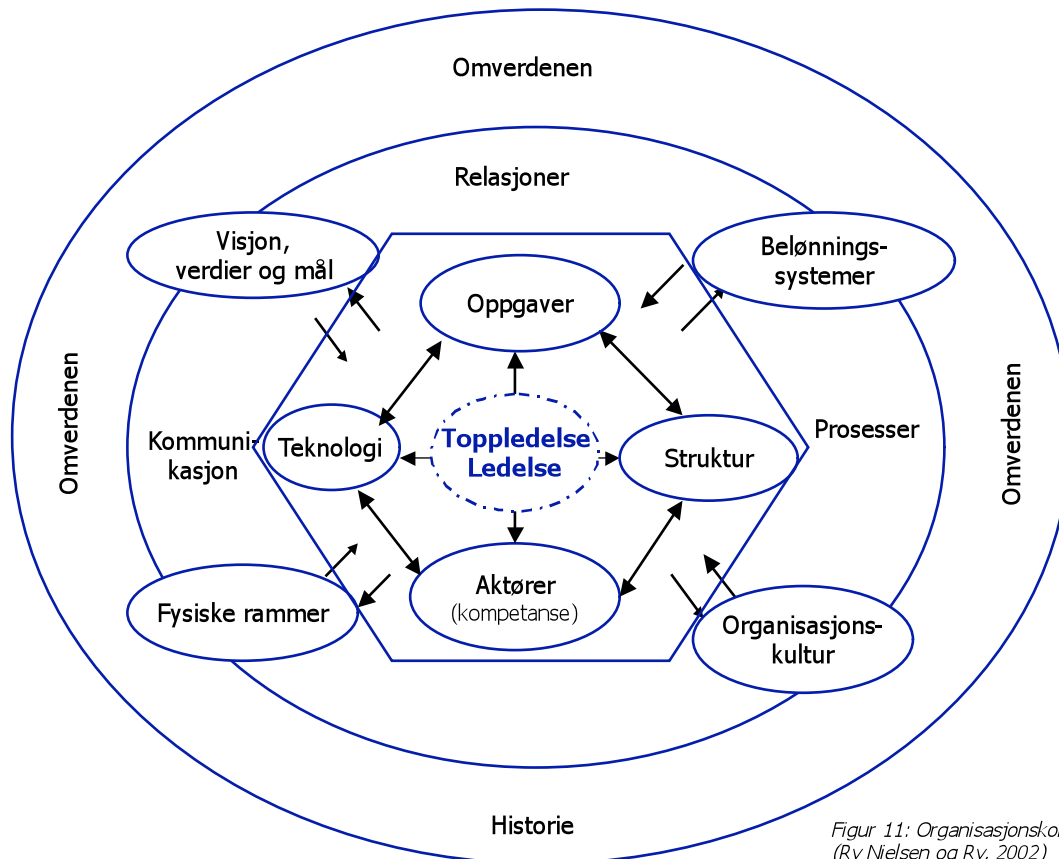 Omverdenen
Relasjoner
Visjon,
verdier og mål
Belønnings-
systemer
Oppgaver
Omverdenen
Kommuni-
kasjon
Teknologi
Toppledelse
Ledelse
Struktur
Prosesser
Omverdenen
Fysiske rammer
Aktører
(kompetanse)
Organisasjons-
kultur
Historie
Figur 11:
(Ry Nielsen og Ry, 2002)